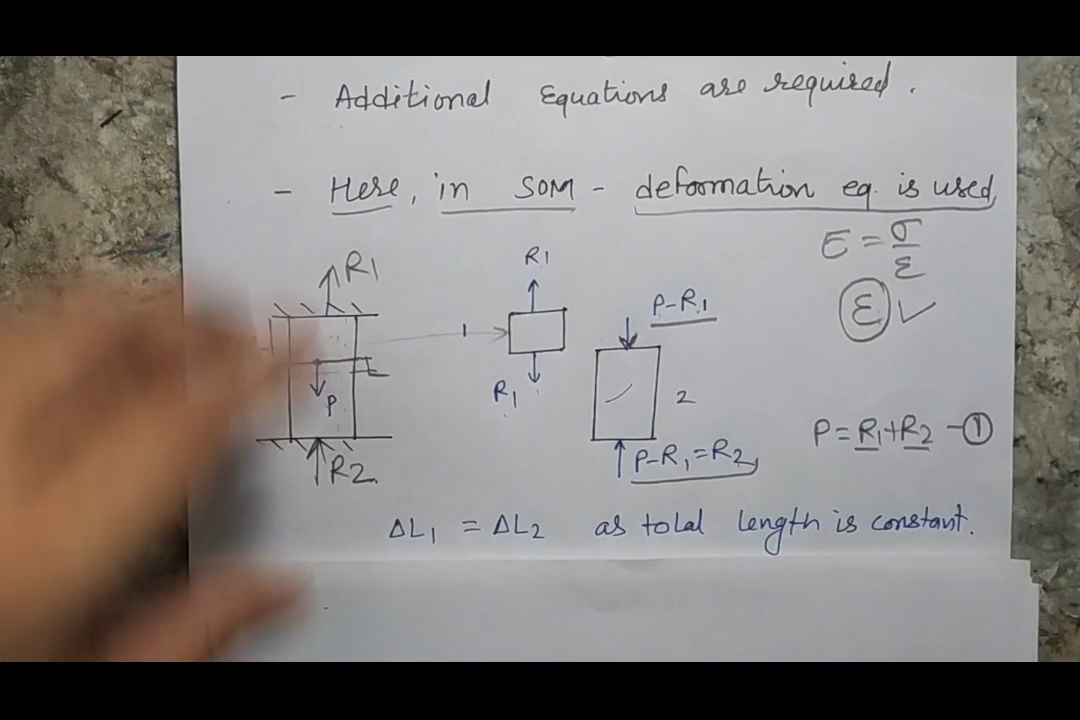 - Additional Equations are required.
- Here, in SOM - deformation eq. is used
E = σ/ε
R1
R1
P-R1
ε ✓
1
P
R1
2
P = R1+R2 -①
R2
P-R1=R2
ΔL1 = ΔL2 as total length is constant.